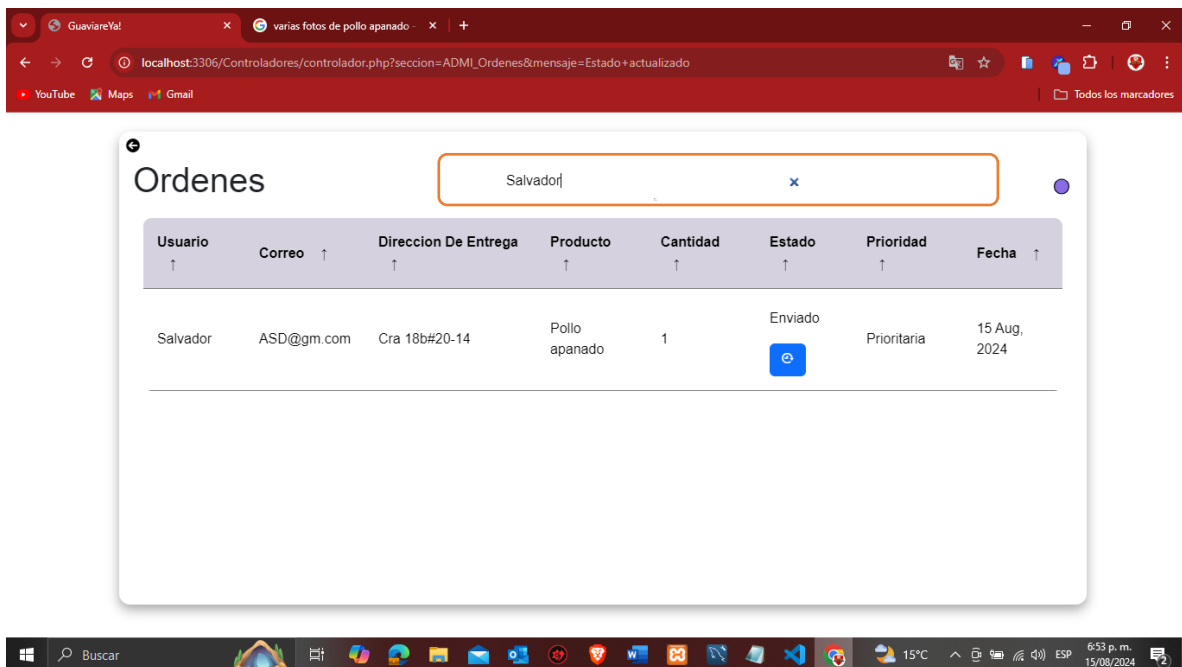 GuaviareYa!
varias fotos de pollo apanado -
localhost:3306/Controladores/controlador.php?seccion=ADMI_Ordenes&mensaje=Estado+actualizado
YouTube Maps Gmail Todos los marcadores
Ordenes
Salvador
Usuario ↑ Correo ↑ Direccion De Entrega ↑ Producto ↑ Cantidad ↑ Estado ↑ Prioridad ↑ Fecha ↑
Salvador ASD@gm.com Cra 18b#20-14 Pollo apanado 1 Enviado Prioritaria 15 Aug, 2024
Buscar
15°C ESP 6:53 p. m.
15/08/2024